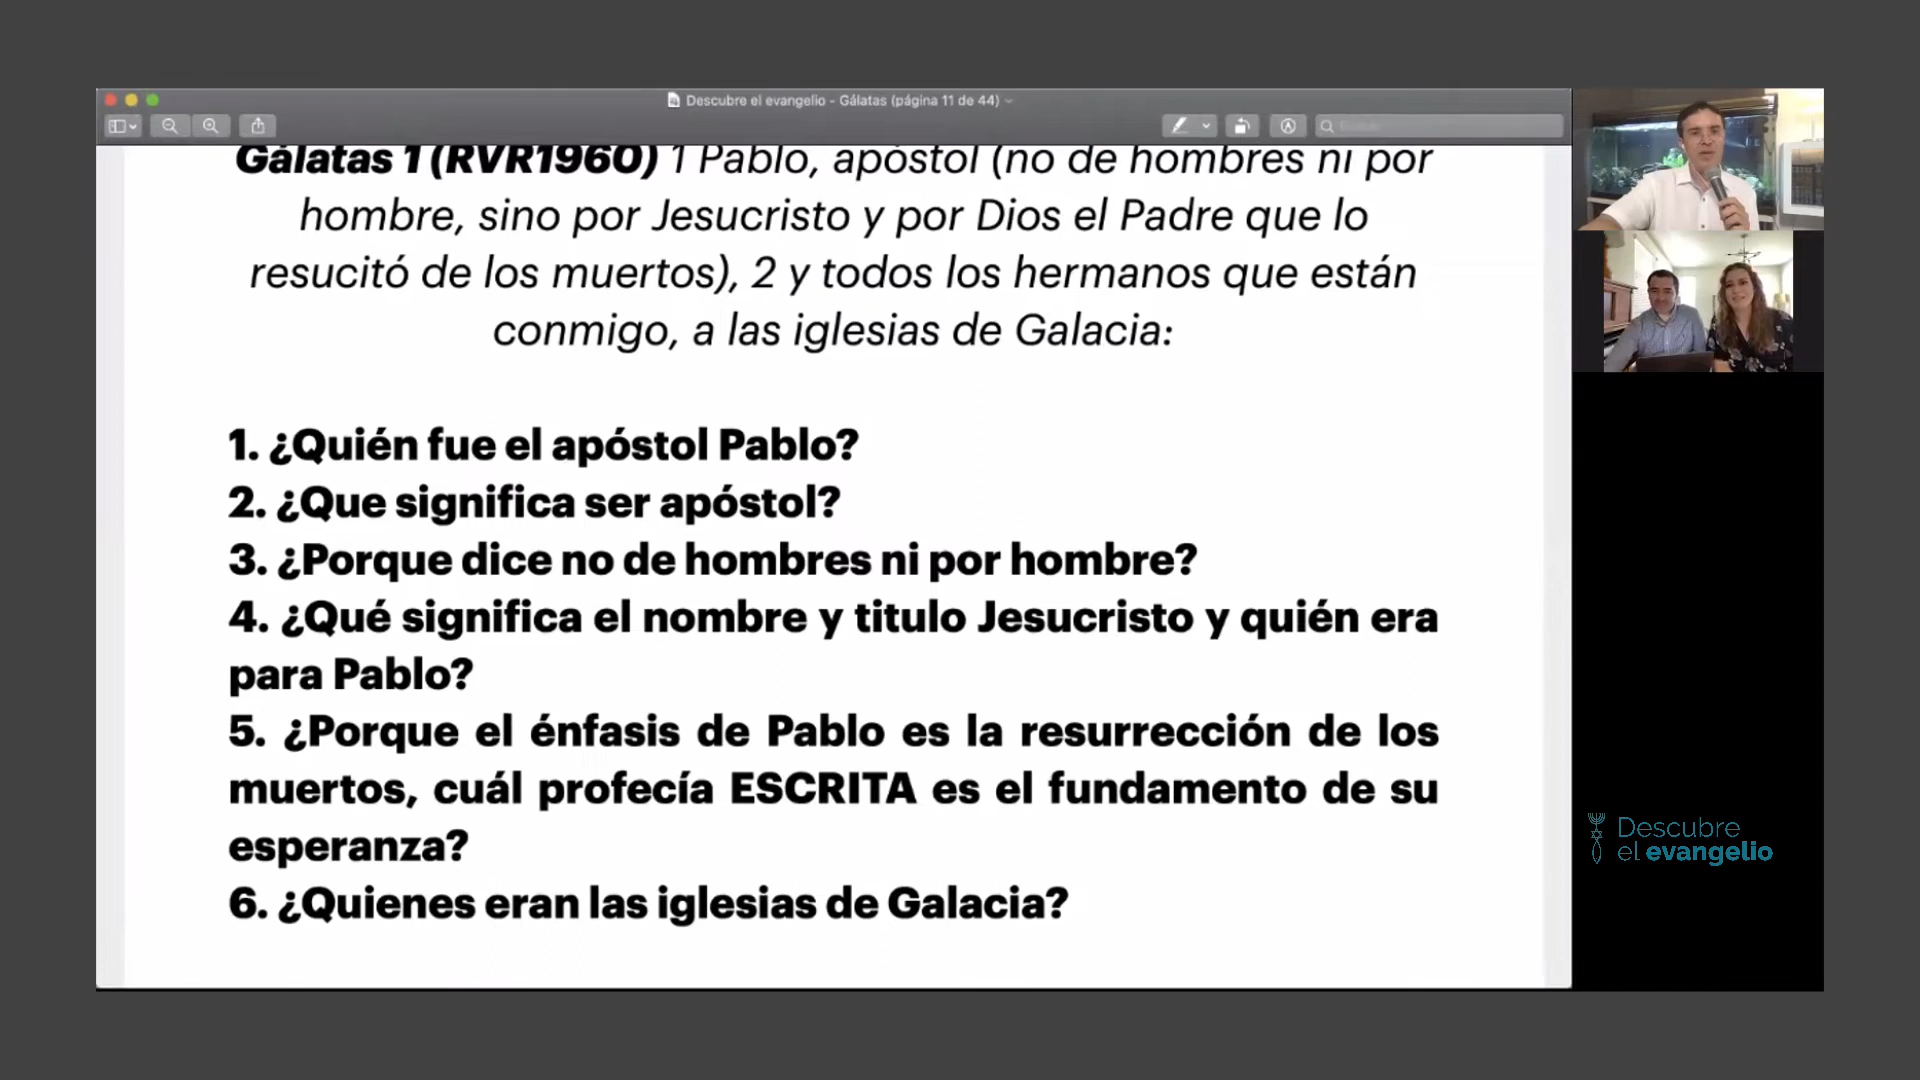 Descubre el evangelio - Gálatas (página 11 de 44)
Gálatas 1 (RVR1960) 1 Pablo, apóstol (no de hombres ni por
hombre, sino por Jesucristo y por Dios el Padre que lo
resucitó de los muertos), 2 y todos los hermanos que están
conmigo, a las iglesias de Galacia:
1. ¿Quién fue el apóstol Pablo?
2. ¿Que significa ser apóstol?
3. ¿Porque dice no de hombres ni por hombre?
4. ¿Qué significa el nombre y titulo Jesucristo y quién era
para Pablo?
5. ¿Porque el énfasis de Pablo es la resurrección de los
muertos, cuál profecía ESCRITA es el fundamento de su
esperanza?
6. ¿Quienes eran las iglesias de Galacia?
Descubre
el evangelio